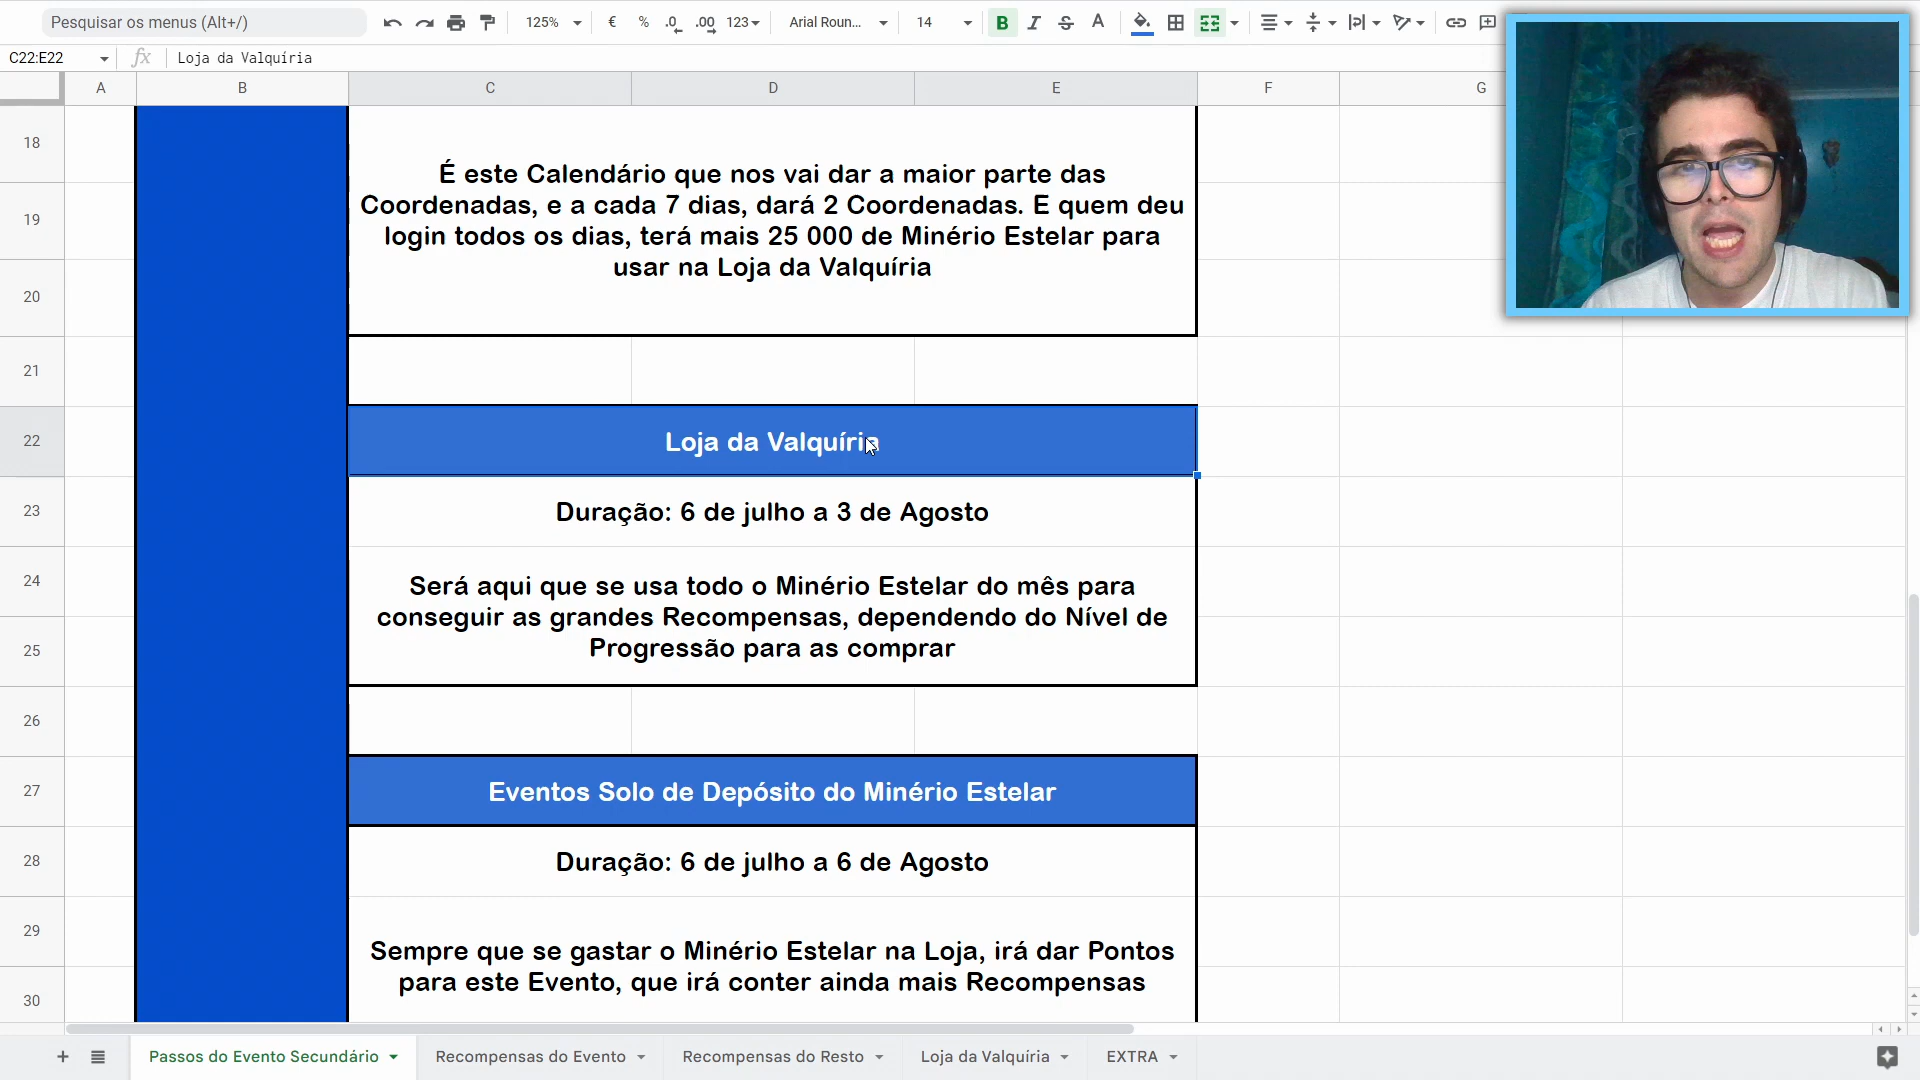 Pesquisar os menus (Alt+/)
125%
€
%
.0
.00
123
Arial Roun...
14
B
I
S
A
C22:E22
fx
Loja da Valquíria
A
B
C
D
E
F
G
18
É este Calendário que nos vai dar a maior parte das
19
Coordenadas, e a cada 7 dias, dará 2 Coordenadas. E quem deu
login todos os dias, terá mais 25 000 de Minério Estelar para
usar na Loja da Valquíria
20
21
22
Loja da Valquíria
23
Duração: 6 de julho a 3 de Agosto
24
Será aqui que se usa todo o Minério Estelar do mês para
conseguir as grandes Recompensas, dependendo do Nível de
25
Progressão para as comprar
26
27
Eventos Solo de Depósito do Minério Estelar
28
Duração: 6 de julho a 6 de Agosto
29
Sempre que se gastar o Minério Estelar na Loja, irá dar Pontos
para este Evento, que irá conter ainda mais Recompensas
30
Passos do Evento Secundário
Recompensas do Evento
Recompensas do Resto
Loja da Valquíria
EXTRA